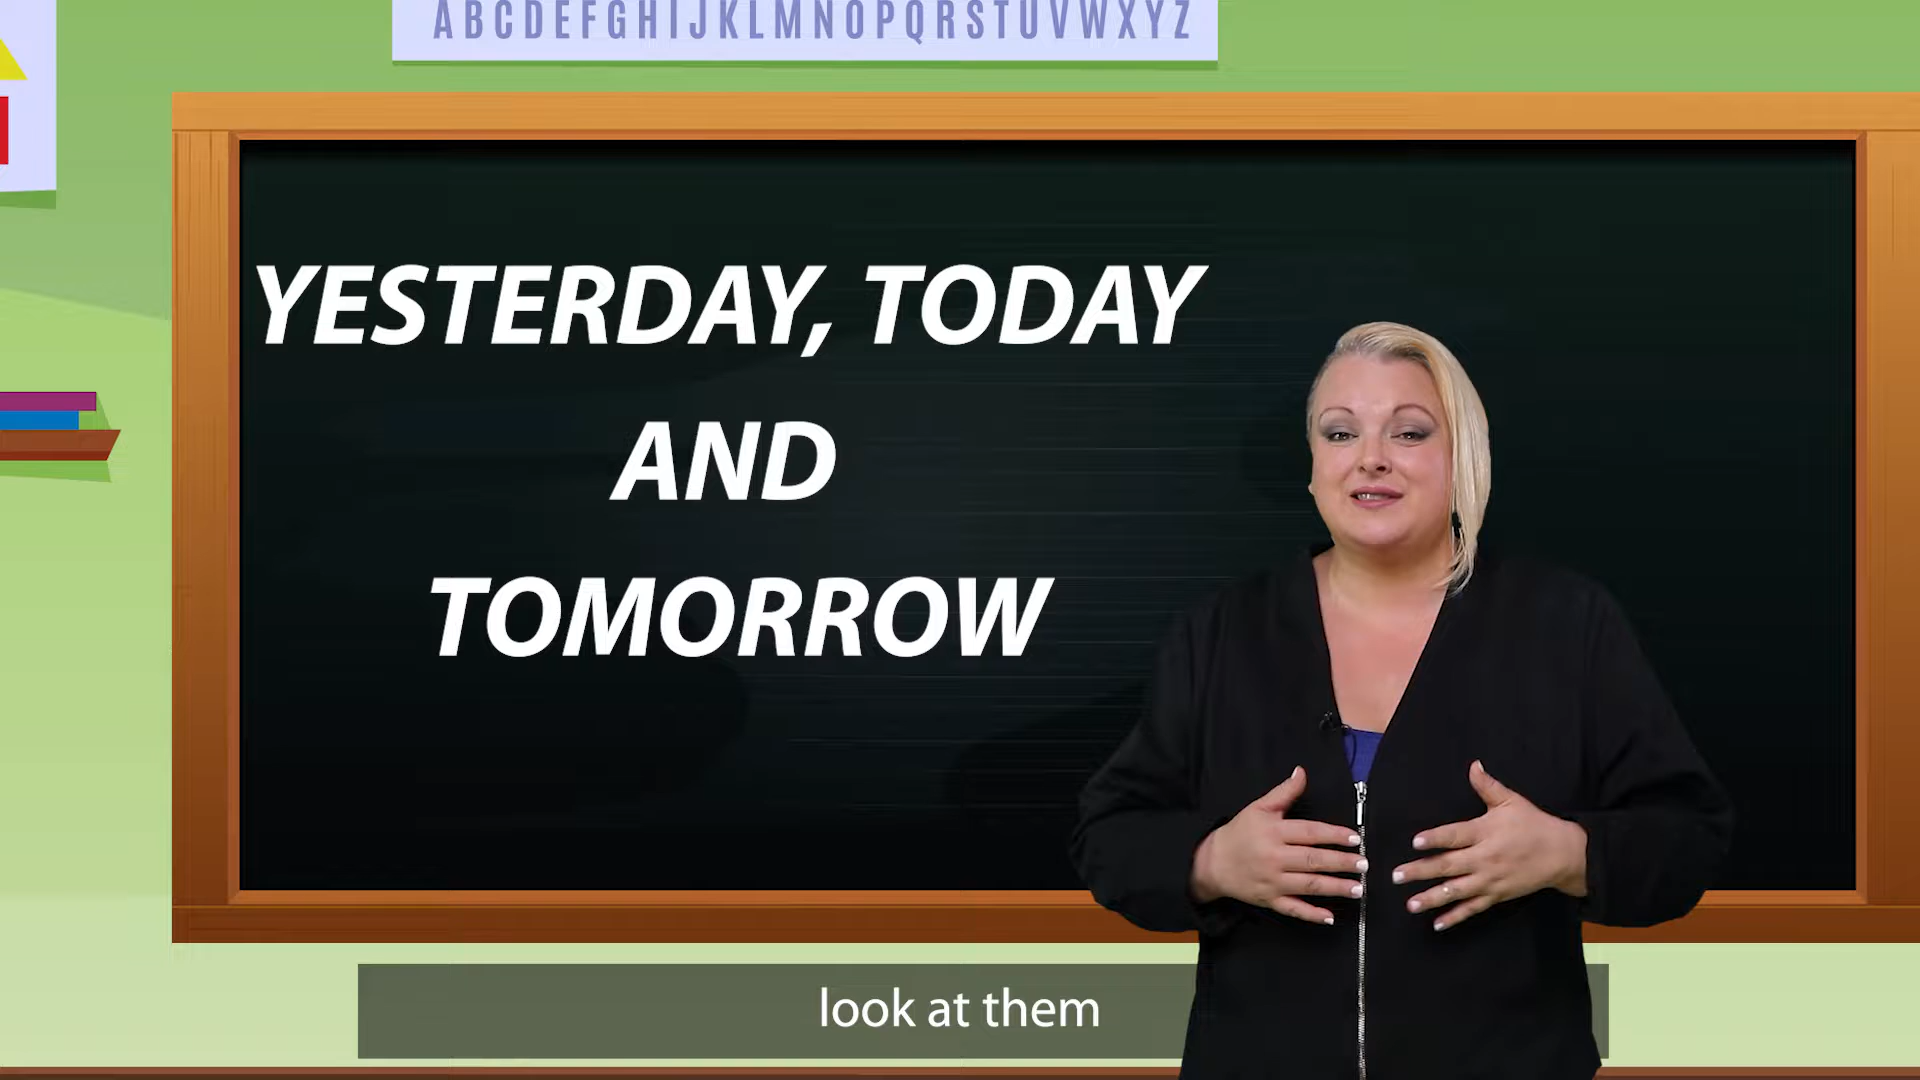 ABCDEFGHIJKLMNOPQRSTUVWXYZ
YESTERDAY, TODAY
AND
TOMORROW
look at them